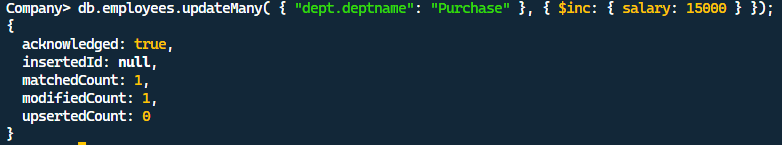 Company> db.employees.updateMany( { "dept.deptname": "Purchase" }, { $inc: { salary: 15000 } });
{
  acknowledged: true,
  insertedId: null,
  matchedCount: 1,
  modifiedCount: 1,
  upsertedCount: 0
}